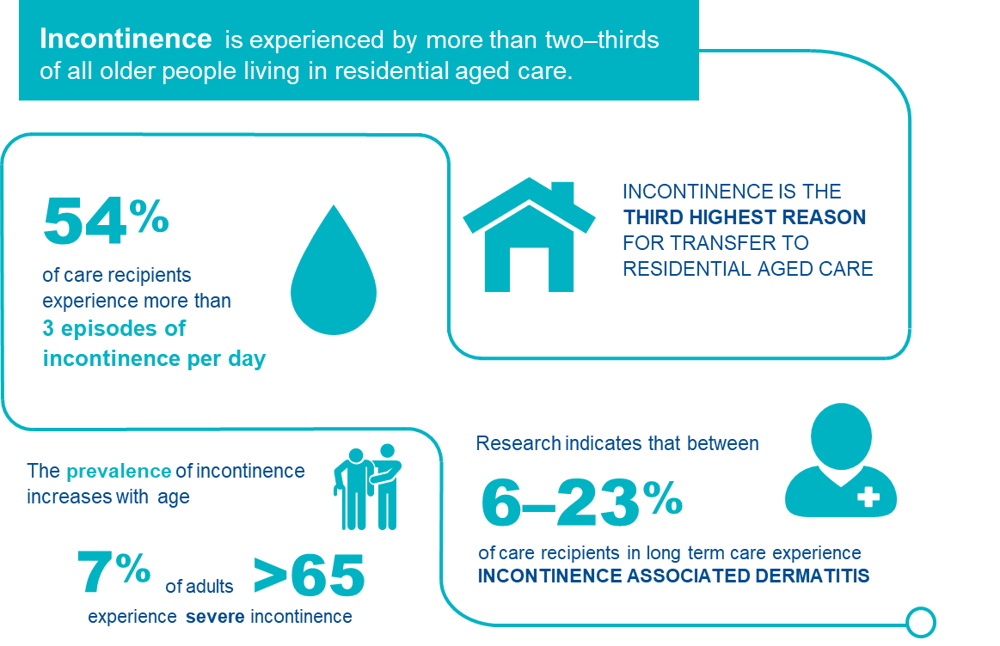 Incontinence is experienced by more than two–thirds
of all older people living in residential aged care.
INCONTINENCE IS THE
THIRD HIGHEST REASON
FOR TRANSFER TO
RESIDENTIAL AGED CARE
54%
of care recipients
experience more than
3 episodes of
incontinence per day
The prevalence of incontinence
increases with age
7% of adults >65
experience severe incontinence
Research indicates that between
6–23%
of care recipients in long term care experience
INCONTINENCE ASSOCIATED DERMATITIS